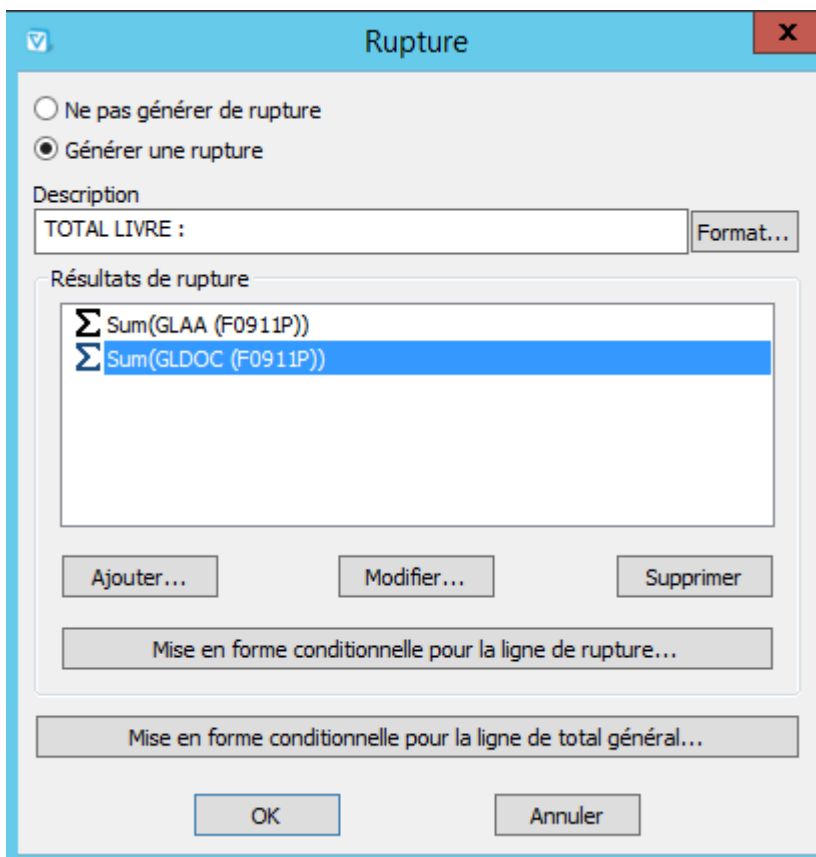 Rupture
x
Ne pas générer de rupture
Générer une rupture
Description
TOTAL LIVRE :
Format...
Résultats de rupture
Σ Sum(GLAA (F0911P))
Σ Sum(GLDOC (F0911P))
Ajouter...
Modifier...
Supprimer
Mise en forme conditionnelle pour la ligne de rupture...
Mise en forme conditionnelle pour la ligne de total général...
OK
Annuler